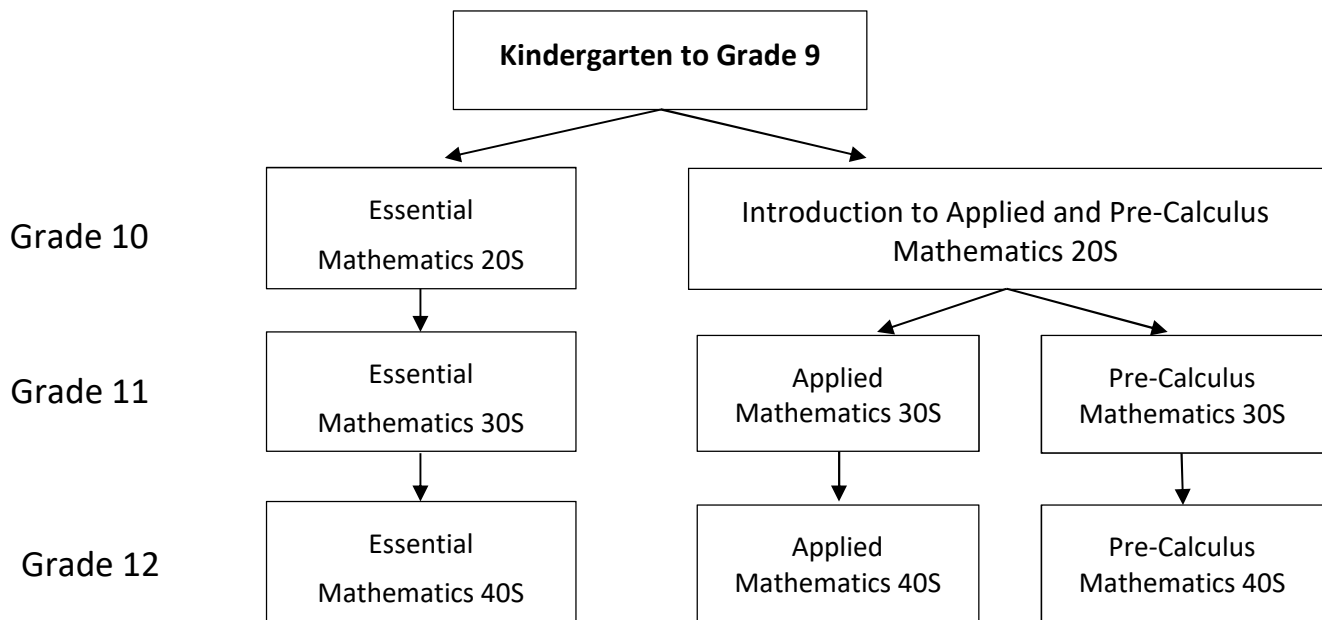 Kindergarten to Grade 9
Grade 10
Essential
Mathematics 20S
Introduction to Applied and Pre-Calculus
Mathematics 20S
Grade 11
Essential
Mathematics 30S
Applied
Mathematics 30S
Pre-Calculus
Mathematics 30S
Grade 12
Essential
Mathematics 40S
Applied
Mathematics 40S
Pre-Calculus
Mathematics 40S